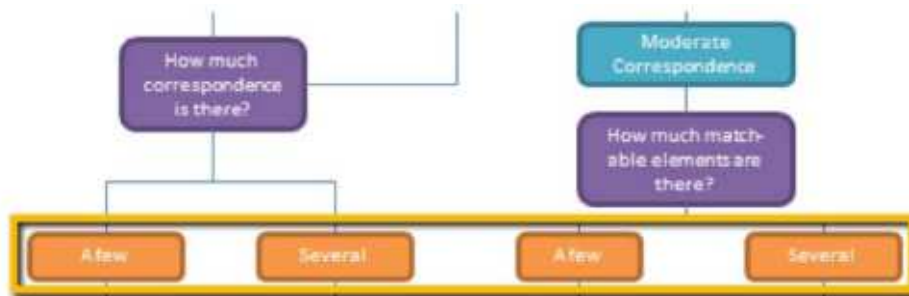 How much
correspondence
is there?
Moderate
Correspondence
How much match-
able elements are
there?
A few
Several
A few
Several